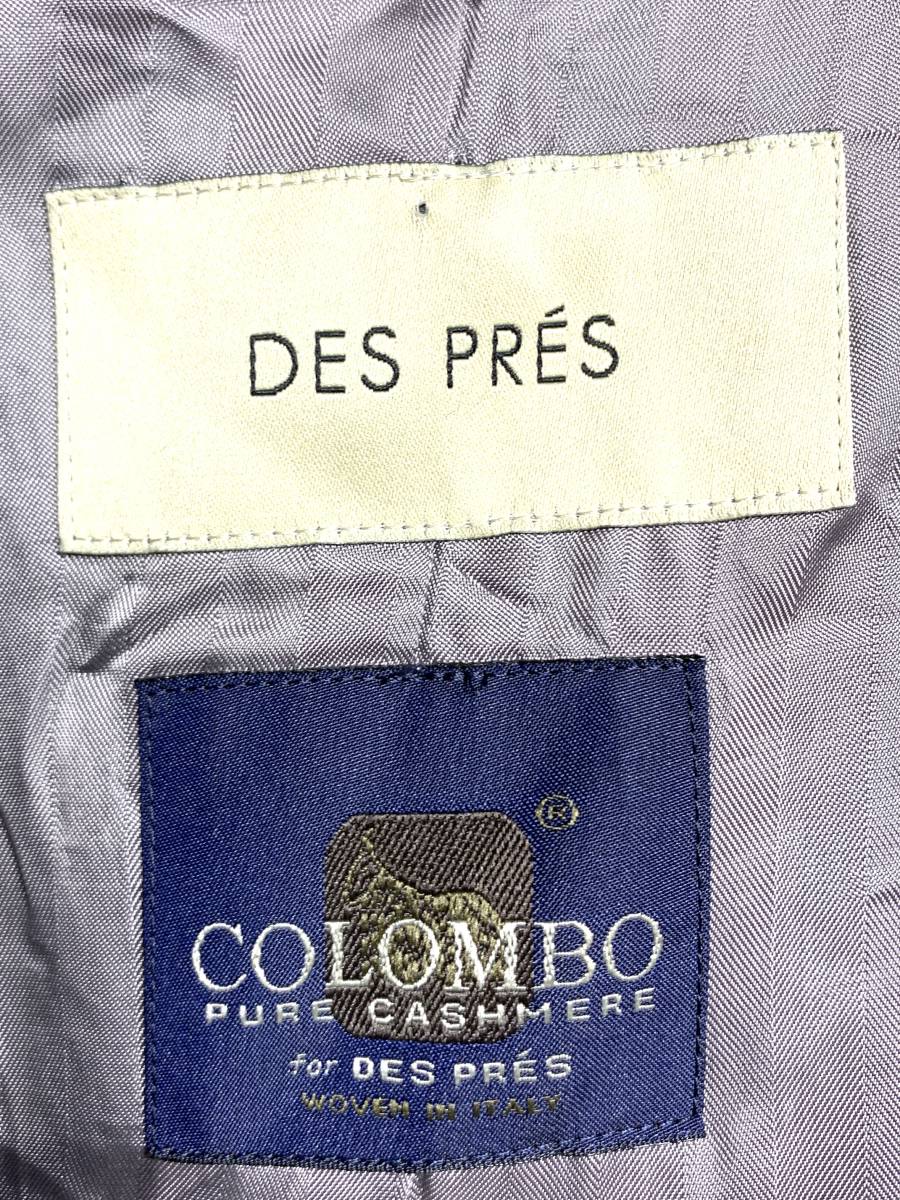 DES PRÉS
®
COLOMBO
PURE CASHMERE
for DES PRÉS
WOVEN IN ITALY